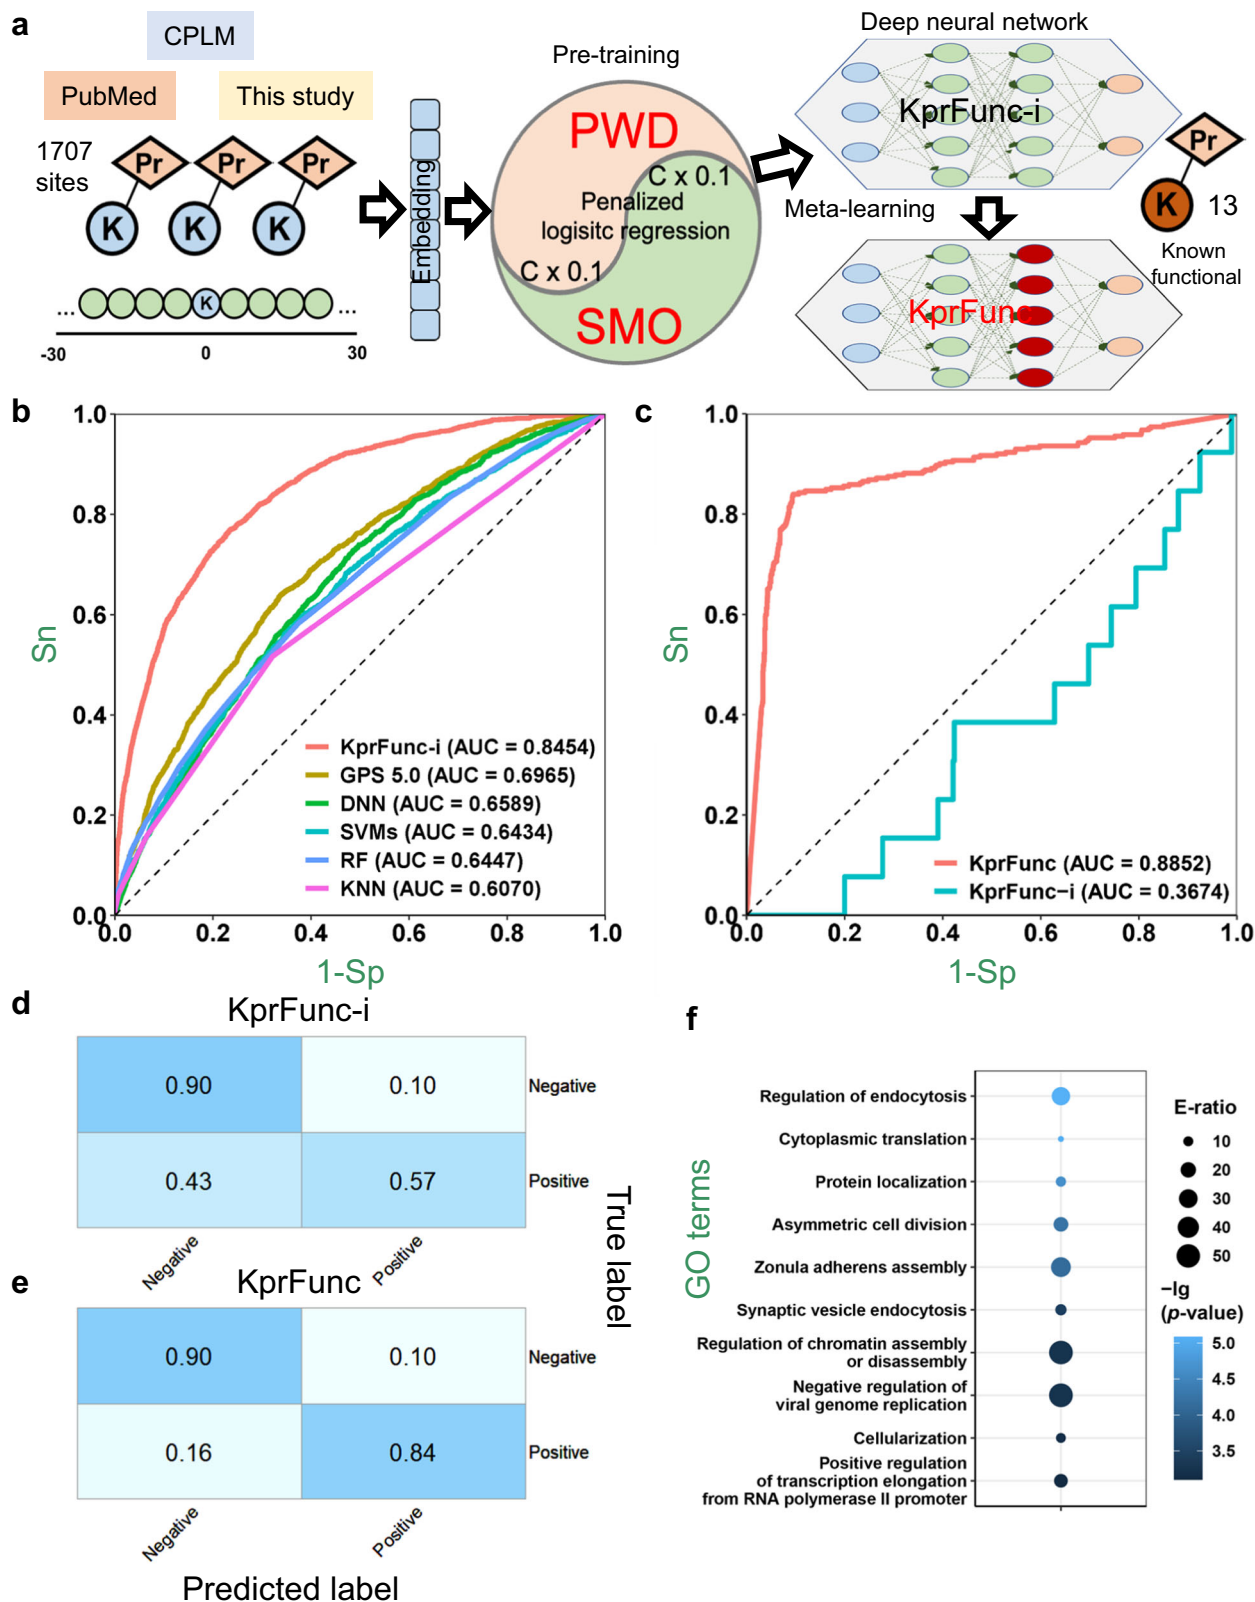 a
CPLM
PubMed
This study
1707
sites
Pr
Pr
Pr
K
K
K
...
K
...
-30
0
30
Embedding
Pre-training
PWD
C x 0.1
Penalized
logisitc regression
C x 0.1
SMO
Deep neural network
KprFunc-i
Meta-learning
KprFunc
Pr
K
13
Known
functional
b
1.0
0.8
0.6
0.4
0.2
0.0
Sn
KprFunc-i (AUC = 0.8454)
GPS 5.0 (AUC = 0.6965)
DNN (AUC = 0.6589)
SVMs (AUC = 0.6434)
RF (AUC = 0.6447)
KNN (AUC = 0.6070)
0.0
0.2
0.4
0.6
0.8
1.0
1-Sp
c
1.0
0.8
0.6
0.4
0.2
0.0
Sn
KprFunc (AUC = 0.8852)
KprFunc−i (AUC = 0.3674)
0.0
0.2
0.4
0.6
0.8
1.0
1-Sp
d
KprFunc-i
0.90
0.10
Negative
0.43
0.57
Positive
Negative
Positive
e
KprFunc
0.90
0.10
Negative
0.16
0.84
Positive
Negative
Positive
Predicted label
True label
f
GO terms
Regulation of endocytosis
Cytoplasmic translation
Protein localization
Asymmetric cell division
Zonula adherens assembly
Synaptic vesicle endocytosis
Regulation of chromatin assembly
or disassembly
Negative regulation of
viral genome replication
Cellularization
Positive regulation
of transcription elongation
from RNA polymerase II promoter
E-ratio
10
20
30
40
50
−lg
(p-value)
5.0
4.5
4.0
3.5